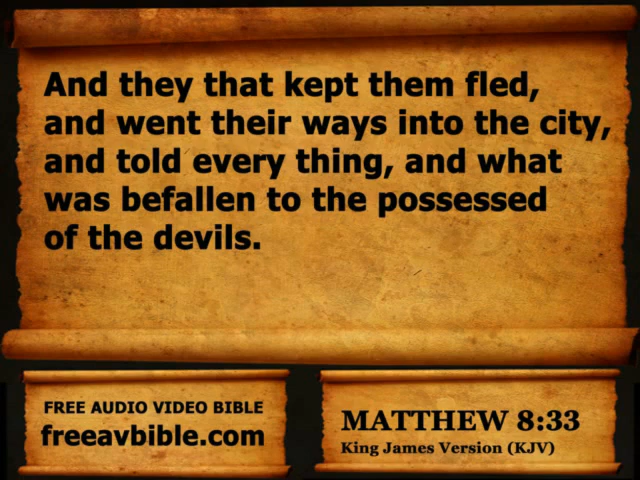 And they that kept them fled,
and went their ways into the city,
and told every thing, and what
was befallen to the possessed
of the devils.
FREE AUDIO VIDEO BIBLE
freeavbible.com
MATTHEW 8:33
King James Version (KJV)